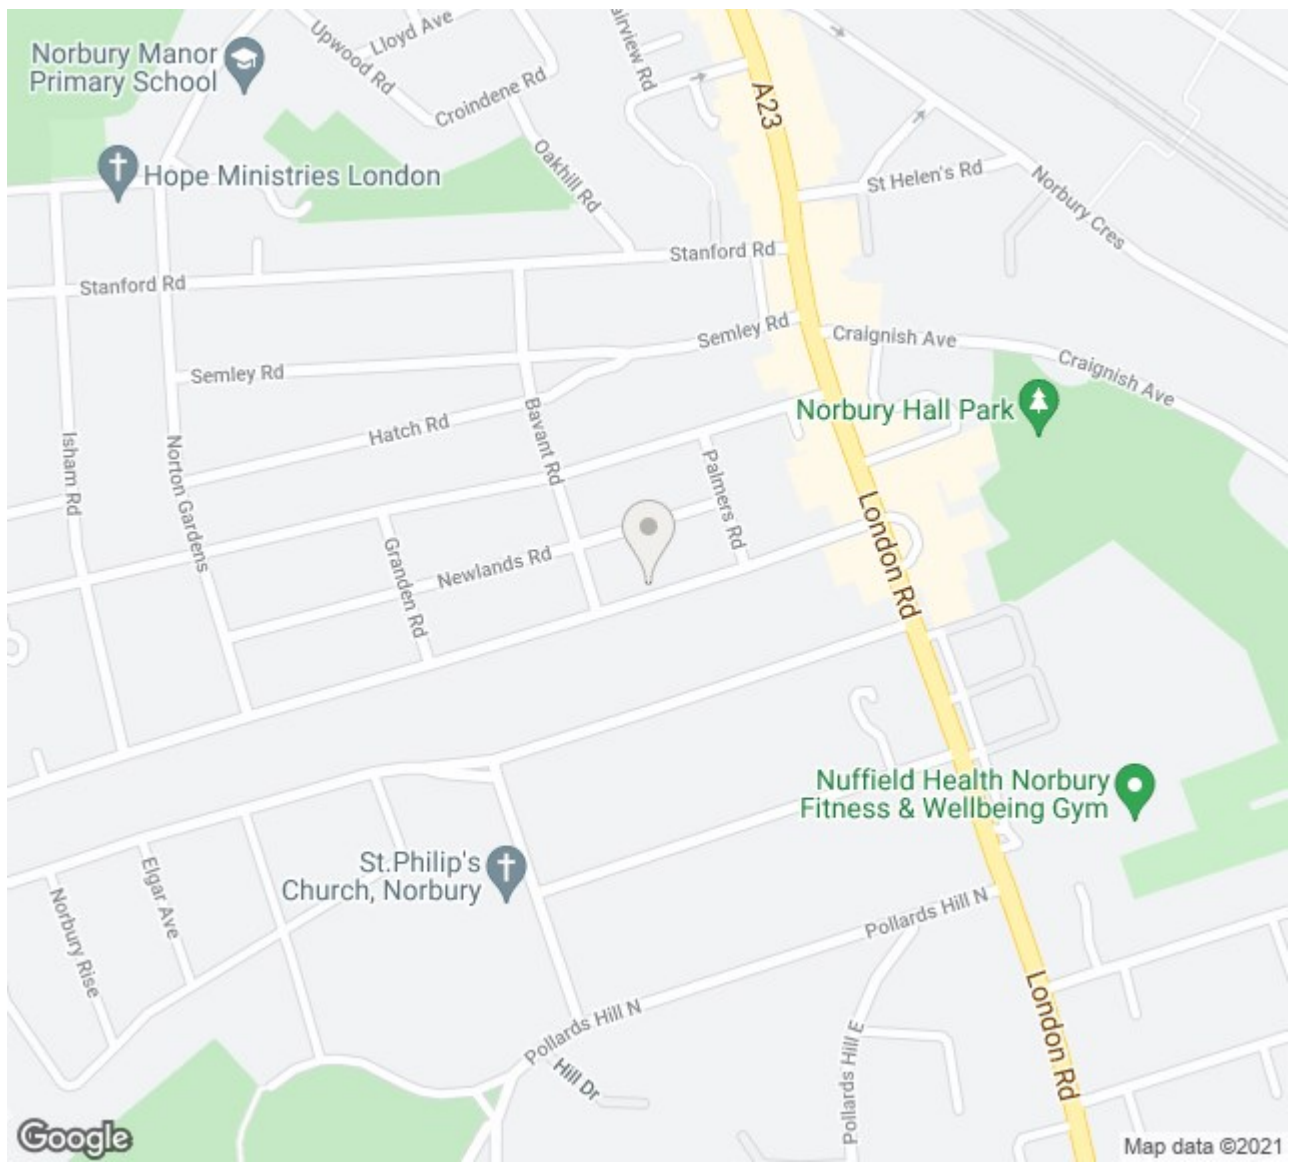 Norbury Manor
Primary School
Upwood Rd
Lloyd Ave
Croindene Rd
airview Rd
A23
Oakhill Rd
Hope Ministries London
St Helen's Rd
Norbury Cres
Stanford Rd
Stanford Rd
Semley Rd
Semley Rd
Craignish Ave
Craignish Ave
Norbury Hall Park
Hatch Rd
Bavant Rd
Isham Rd
Norton Gardens
Palmers Rd
London Rd
Granden Rd
Newlands Rd
Nuffield Health Norbury
Fitness & Wellbeing Gym
St.Philip's
Church, Norbury
Elgar Ave
Norbury Rise
Pollards Hill N
Pollards Hill N
Hill Dr
Pollards Hill E
London Rd
Google
Map data ©2021